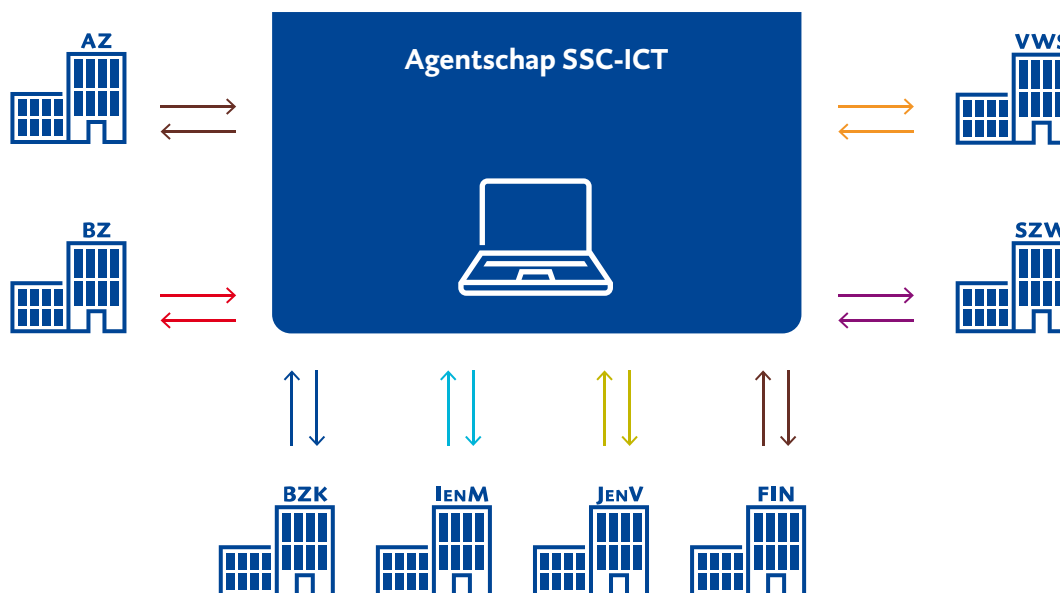 Agentschap SSC-ICT
AZ
VWS
BZ
SZW
BZK
IENM
JENV
FIN